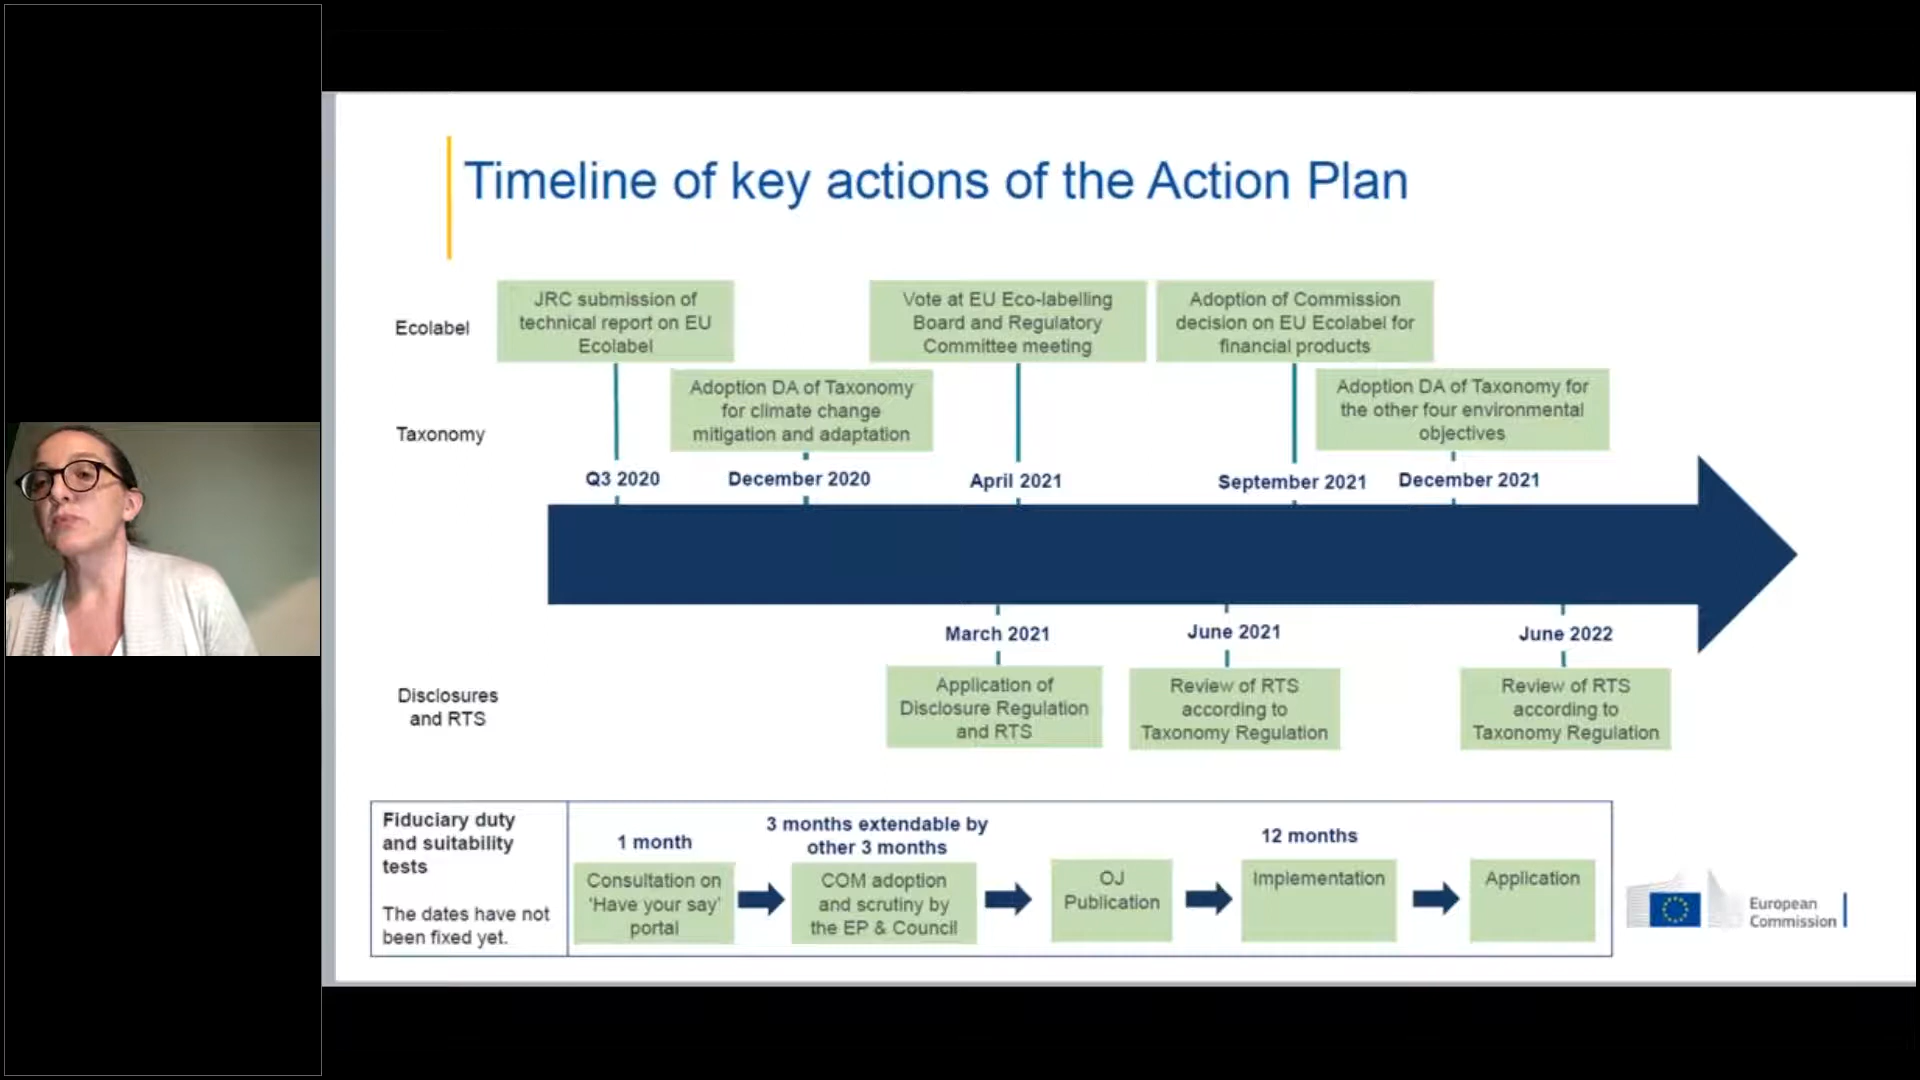 Timeline of key actions of the Action Plan
Ecolabel
JRC submission of
technical report on EU
Ecolabel
Vote at EU Eco-labelling
Board and Regulatory
Committee meeting
Adoption of Commission
decision on EU Ecolabel for
financial products
Taxonomy
Adoption DA of Taxonomy
for climate change
mitigation and adaptation
Adoption DA of Taxonomy for
the other four environmental
objectives
Q3 2020
December 2020
April 2021
September 2021
December 2021
March 2021
June 2021
June 2022
Disclosures
and RTS
Application of
Disclosure Regulation
and RTS
Review of RTS
according to
Taxonomy Regulation
Review of RTS
according to
Taxonomy Regulation
Fiduciary duty
and suitability
tests
The dates have not
been fixed yet.
1 month
Consultation on
'Have your say'
portal
3 months extendable by
other 3 months
COM adoption
and scrutiny by
the EP & Council
OJ
Publication
12 months
Implementation
Application
European
Commission